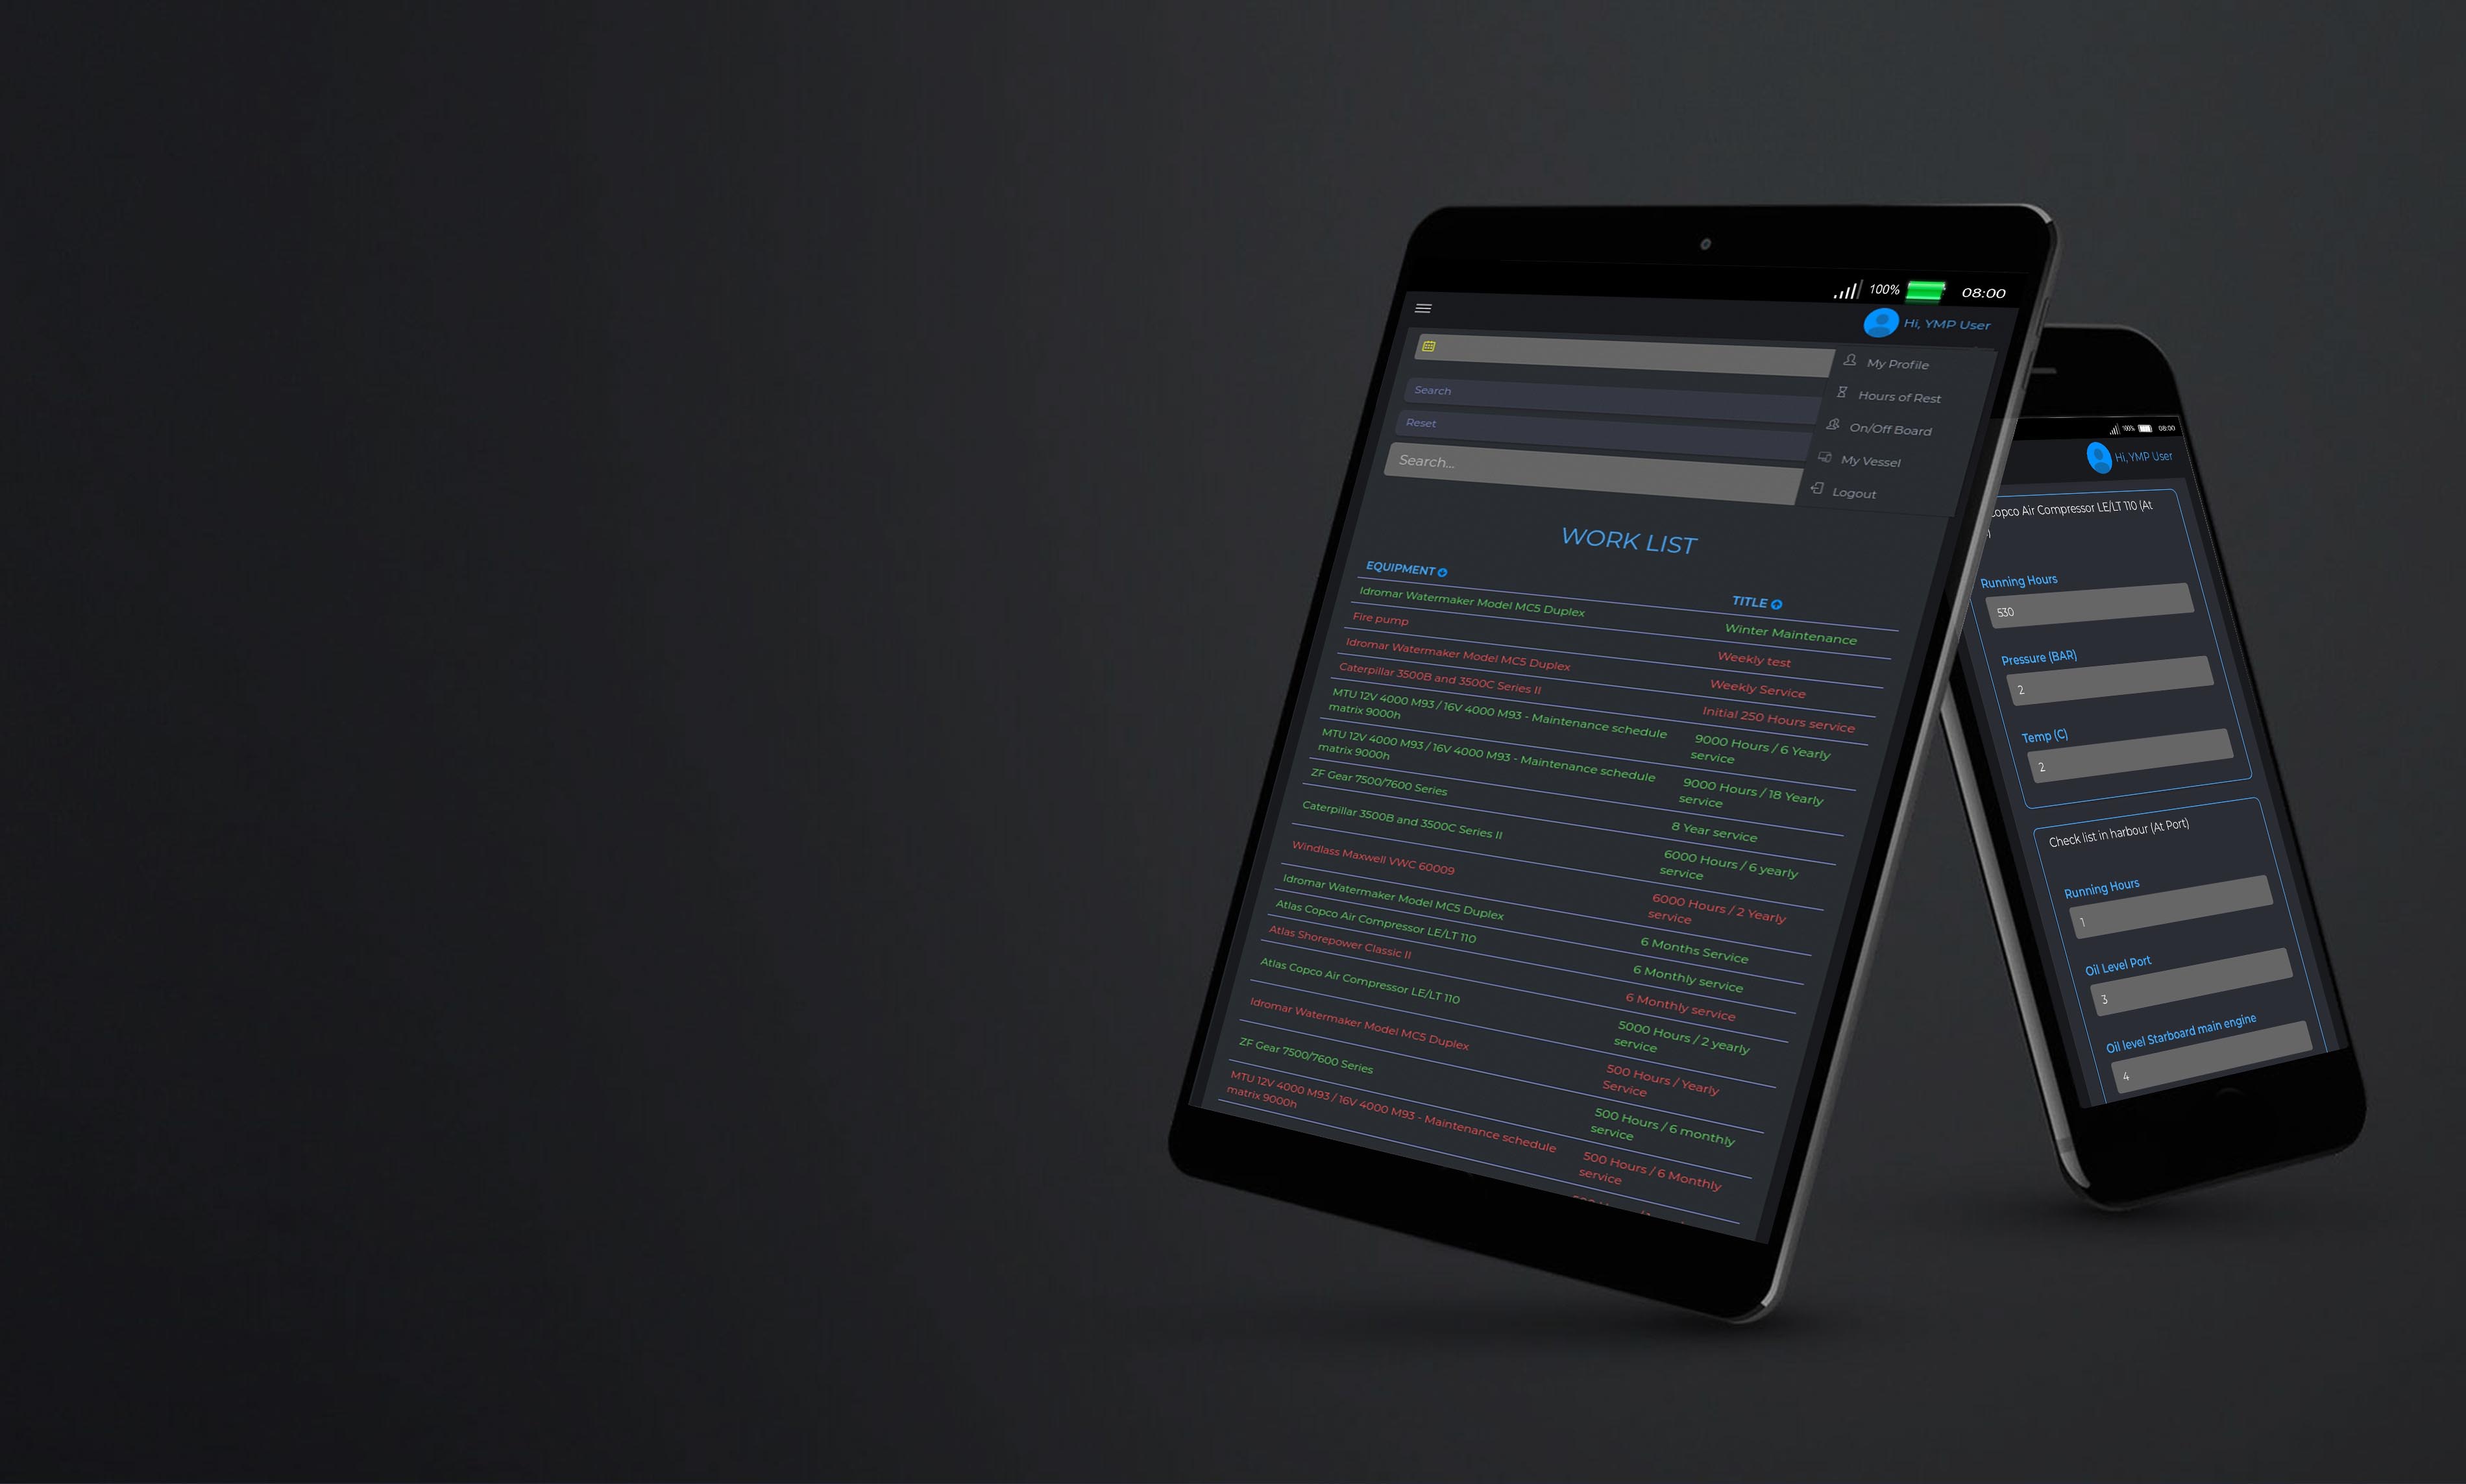 100% 08:00
Hi, YMP User
My Profile
Search
Hours of Rest
Reset
On/Off Board
Search...
My Vessel
Logout
WORK LIST
EQUIPMENT TITLE
Idromar Watermaker Model MC5 Duplex Winter Maintenance
Fire pump Weekly test
Idromar Watermaker Model MC5 Duplex Weekly Service
Caterpillar 3500B and 3500C Series II Initial 250 Hours service
MTU 12V 4000 M93 / 16V 4000 M93 - Maintenance schedule
matrix 9000h
9000 Hours / 6 Yearly
service
MTU 12V 4000 M93 / 16V 4000 M93 - Maintenance schedule
matrix 9000h
9000 Hours / 18 Yearly
service
ZF Gear 7500/7600 Series 8 Year service
Caterpillar 3500B and 3500C Series II
6000 Hours / 6 yearly
service
Windlass Maxwell VWC 60009
6000 Hours / 2 Yearly
service
Idromar Watermaker Model MC5 Duplex 6 Months Service
Atlas Copco Air Compressor LE/LT 110 6 Monthly service
Atlas Shorepower Classic II 6 Monthly service
Atlas Copco Air Compressor LE/LT 110
5000 Hours / 2 yearly
service
Idromar Watermaker Model MC5 Duplex
500 Hours / Yearly
Service
ZF Gear 7500/7600 Series
500 Hours / 6 monthly
service
MTU 12V 4000 M93 / 16V 4000 M93 - Maintenance schedule
matrix 9000h
500 Hours / 6 Monthly
service
100% 08:00
Hi, YMP User
Copco Air Compressor LE/LT 110 (At
)
Running Hours
530
Pressure (BAR)
2
Temp (C)
2
Check list in harbour (At Port)
Running Hours
1
Oil Level Port
3
Oil level Starboard main engine
4